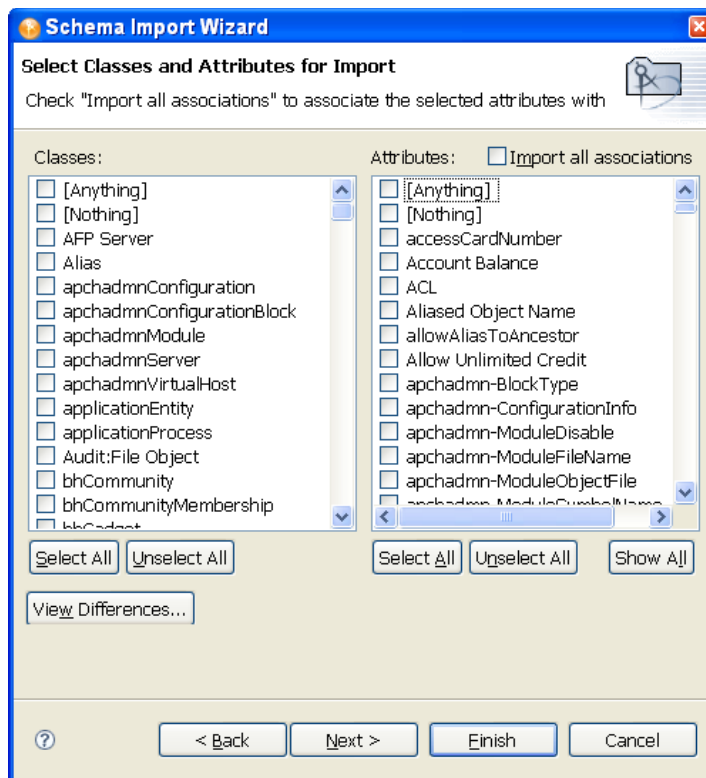 Schema Import Wizard
Select Classes and Attributes for Import
Check "Import all associations" to associate the selected attributes with
Classes:
[Anything]
[Nothing]
AFP Server
Alias
apchadmnConfiguration
apchadmnConfigurationBlock
apchadmnModule
apchadmnServer
apchadmnVirtualHost
applicationEntity
applicationProcess
Audit:File Object
bhCommunity
bhCommunityMembership
bhGadget
Select All Unselect All
View Differences...
Attributes: Import all associations
[Anything]
[Nothing]
accessCardNumber
Account Balance
ACL
Aliased Object Name
allowAliasToAncestor
Allow Unlimited Credit
apchadmn-BlockType
apchadmn-ConfigurationInfo
apchadmn-ModuleDisable
apchadmn-ModuleFileName
apchadmn-ModuleObjectFile
apchadmn-ModuleSymbolName
Select All Unselect All Show All
? < Back Next > Finish Cancel